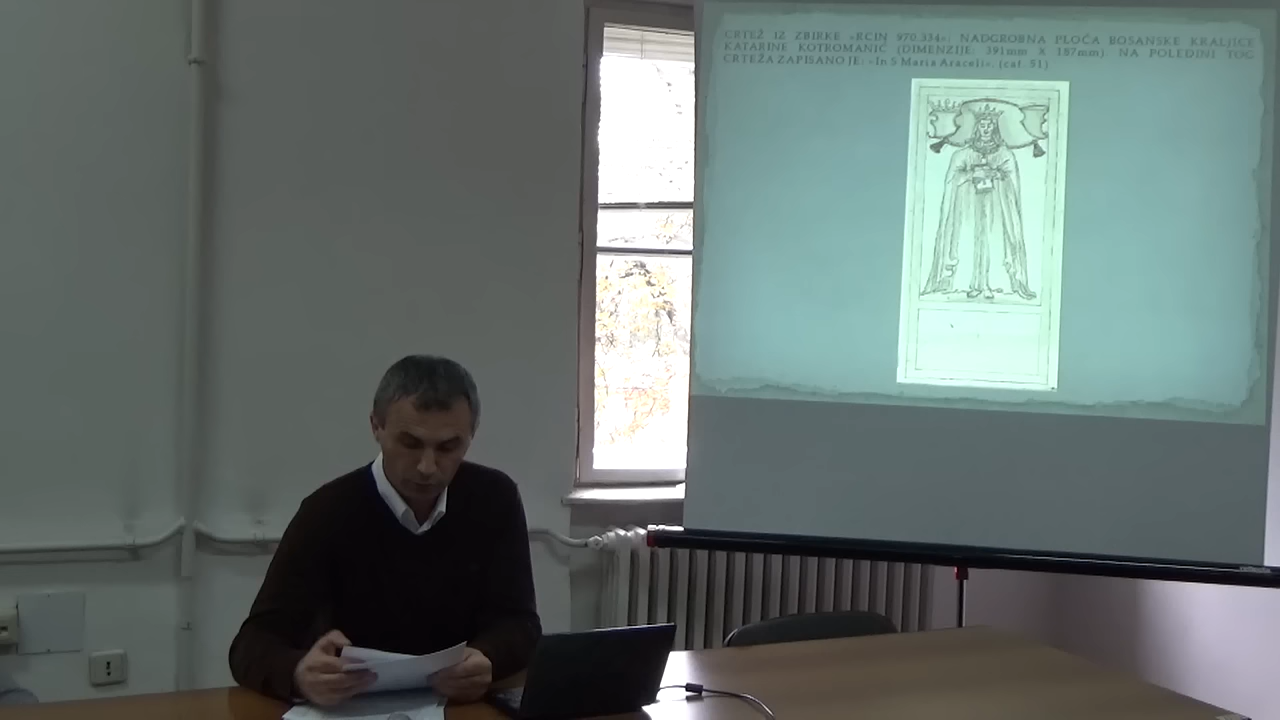 CRTEŽ IZ ZBIRKE «RCIN 970.334»: NADGROBNA PLOČA BOSANSKE KRALJICE
KATARINE KOTROMANIĆ (DIMENZIJE: 391mm X 187mm) NA POLEĐINI TOG
CRTEŽA ZAPISANO JE: «In S Maria Araceli». (cat. 51)